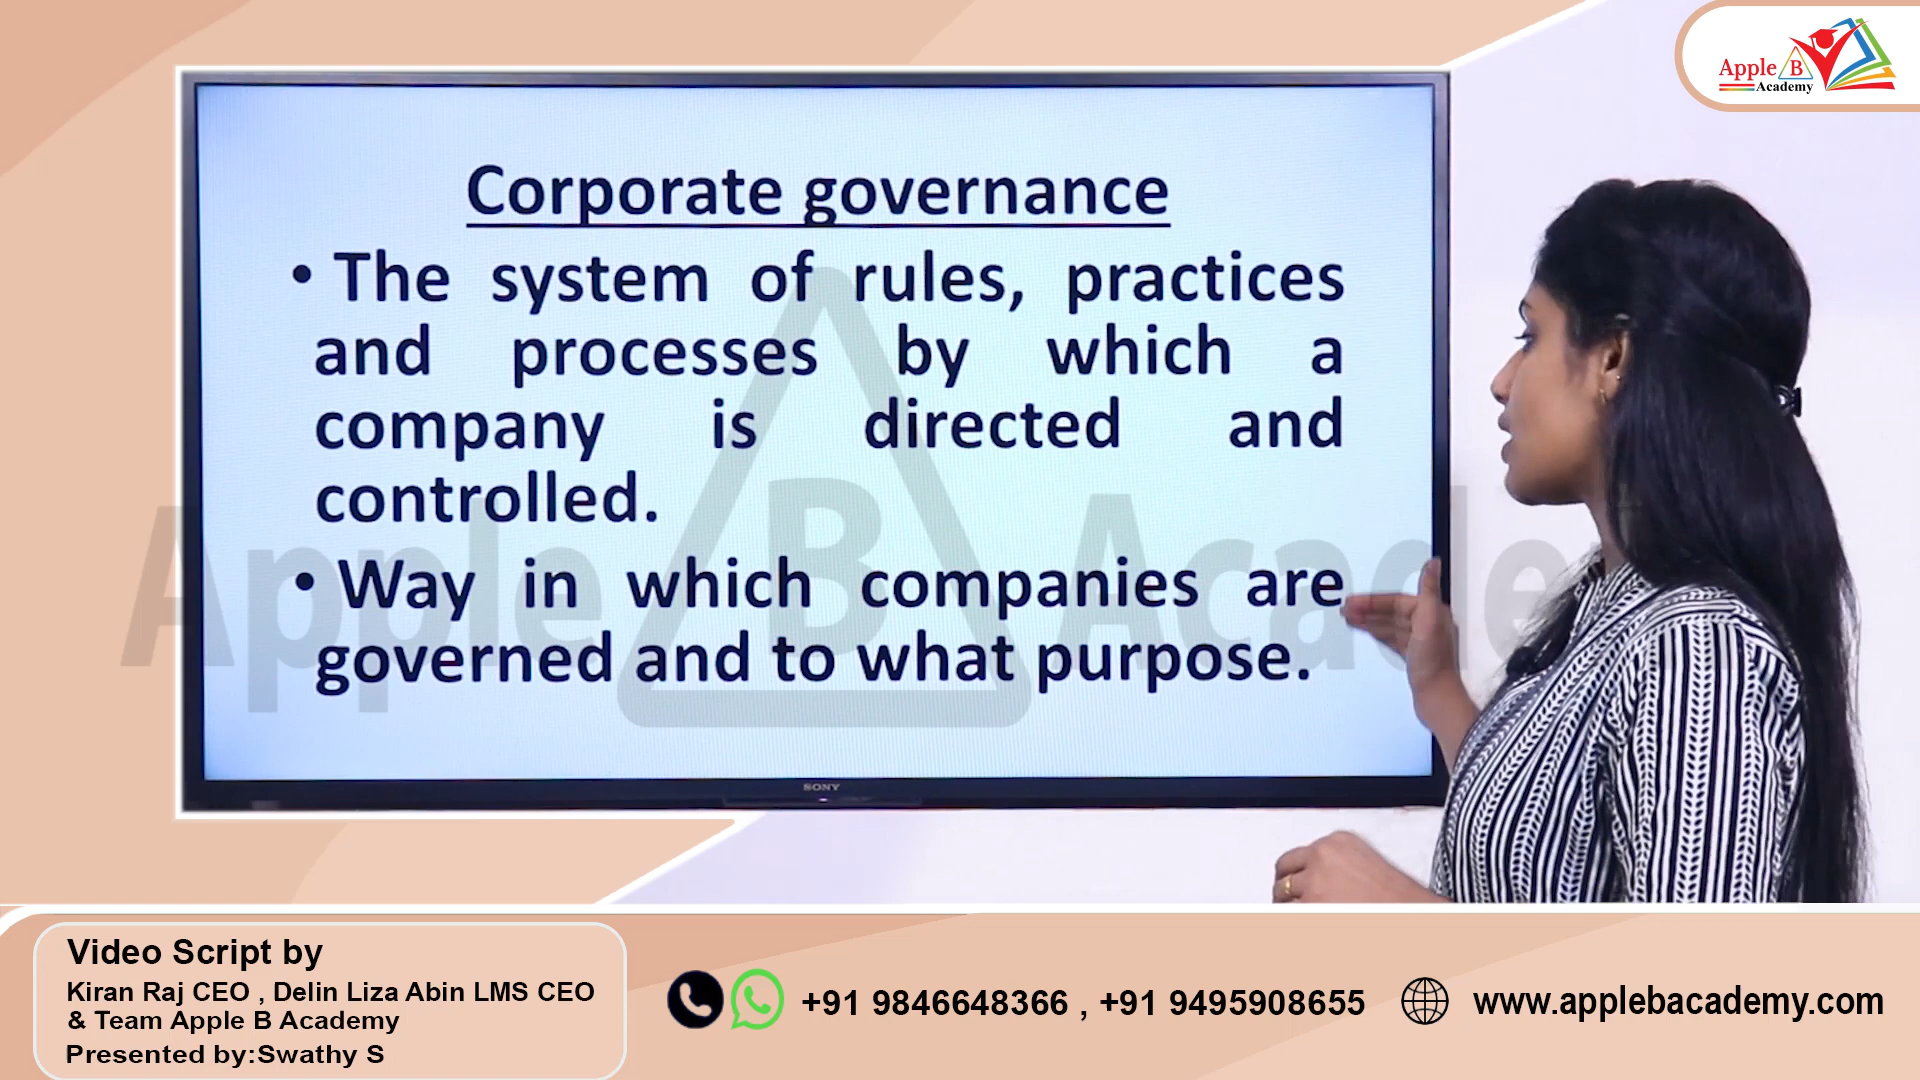 Apple B
Academy
Corporate governance
• The system of rules, practices
and processes by which a
company is directed and
controlled.
• Way in which companies are
governed and to what purpose.
Apple B Academy
SONY
Video Script by
Kiran Raj CEO , Delin Liza Abin LMS CEO
& Team Apple B Academy
Presented by:Swathy S
+91 9846648366 , +91 9495908655
www.applebacademy.com